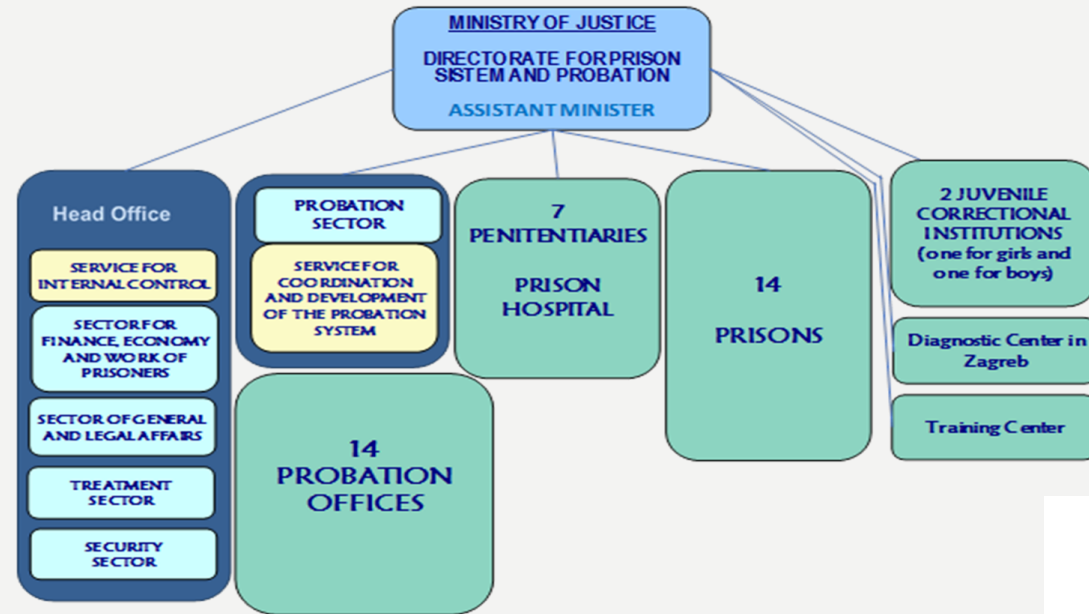 MINISTRY OF JUSTICE
DIRECTORATE FOR PRISON
SISTEM AND PROBATION
ASSISTANT MINISTER
Head Office
SERVICE FOR
INTERNAL CONTROL
SECTOR FOR
FINANCE, ECONOMY
AND WORK OF
PRISONERS
SECTOR OF GENERAL
AND LEGAL AFFAIRS
TREATMENT
SECTOR
SECURITY
SECTOR
PROBATION
SECTOR
SERVICE FOR
COORDINATION
AND DEVELOPMENT
OF THE PROBATION
SYSTEM
14
PROBATION
OFFICES
7
PENITENTIARIES
PRISON
HOSPITAL
14
PRISONS
2 JUVENILE
CORRECTIONAL
INSTITUTIONS
(one for girls and
one for boys)
Diagnostic Center in
Zagreb
Training Center